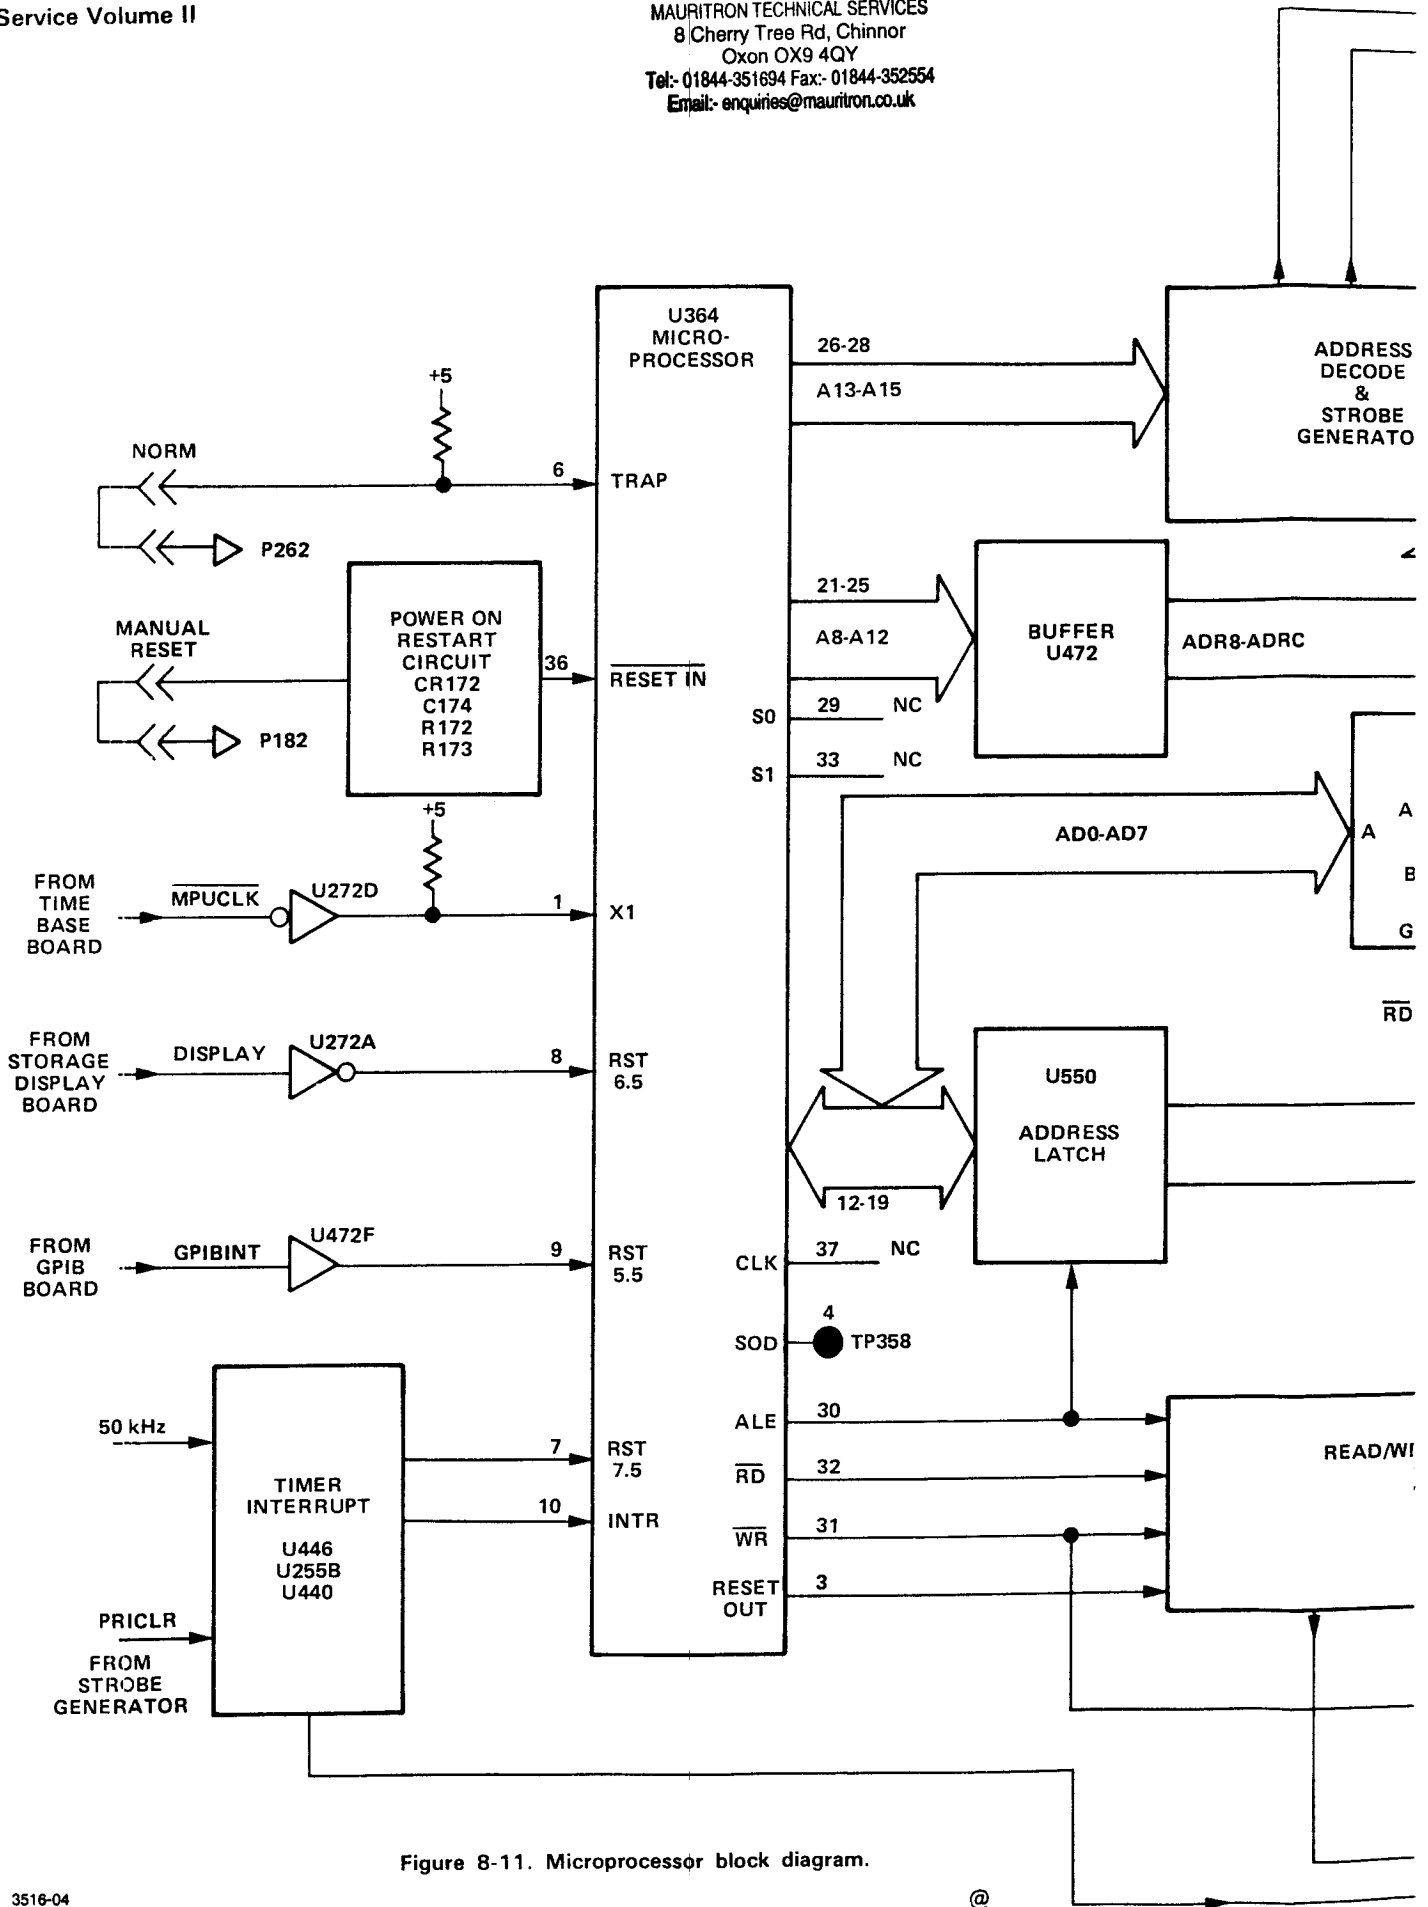 Service Volume II
MAURITRON TECHNICAL SERVICES
8 Cherry Tree Rd, Chinnor
Oxon OX9 4QY
Tel:- 01844-351694 Fax:- 01844-352554
Email:- enquiries@mauritron.co.uk
U364
MICRO-
PROCESSOR
26-28
A13-A15
ADDRESS
DECODE
&
STROBE
GENERATO
+5
NORM
6
TRAP
P262
MANUAL
RESET
P182
POWER ON
RESTART
CIRCUIT
CR172
C174
R172
R173
36
RESET IN
21-25
A8-A12
BUFFER
U472
ADR8-ADRC
S0
29
NC
S1
33
NC
AD0-AD7
A
A
B
G
RD
+5
FROM
TIME
BASE
BOARD
MPUCLK
U272D
1
X1
FROM
STORAGE
DISPLAY
BOARD
DISPLAY
U272A
8
RST
6.5
U550
ADDRESS
LATCH
12-19
FROM
GPIB
BOARD
GPIBINT
U472F
9
RST
5.5
CLK
37
NC
SOD
4
TP358
50 kHz
TIMER
INTERRUPT
U446
U255B
U440
7
RST
7.5
10
INTR
ALE
30
RD
32
WR
31
RESET
OUT
3
READ/WI
PRICLR
FROM
STROBE
GENERATOR
Figure 8-11. Microprocessor block diagram.
3516-04
@